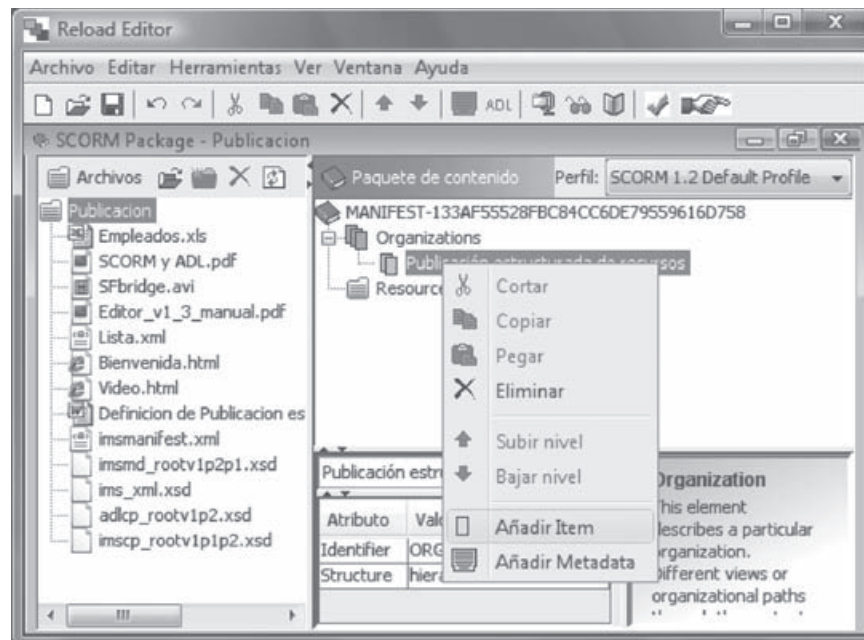 Reload Editor
Archivo Editar Herramientas Ver Ventana Ayuda
ADL
SCORM Package - Publicacion
Archivos
Publicacion
Empleados.xls
SCORM y ADL.pdf
SFbridge.avi
Editor_v1_3_manual.pdf
Lista.xml
Bienvenida.html
Video.html
Definicion de Publicacion es
imsmanifest.xml
imsmd_rootv1p2p1.xsd
ims_xml.xsd
adlcp_rootv1p2.xsd
imscp_rootv1p1p2.xsd
Paquete de contenido Perfil: SCORM 1.2 Default Profile
MANIFEST-133AF55528FBC84CC6DE79559616D758
Organizations
Publicación estructurada de recursos
Resource
Cortar
Copiar
Pegar
Eliminar
Subir nivel
Bajar nivel
Añadir Item
Añadir Metadata
Publicación estr
Atributo Valo
Identifier ORG
Structure hiera
Organization
This element
describes a particular
organization.
Different views or
organizational paths